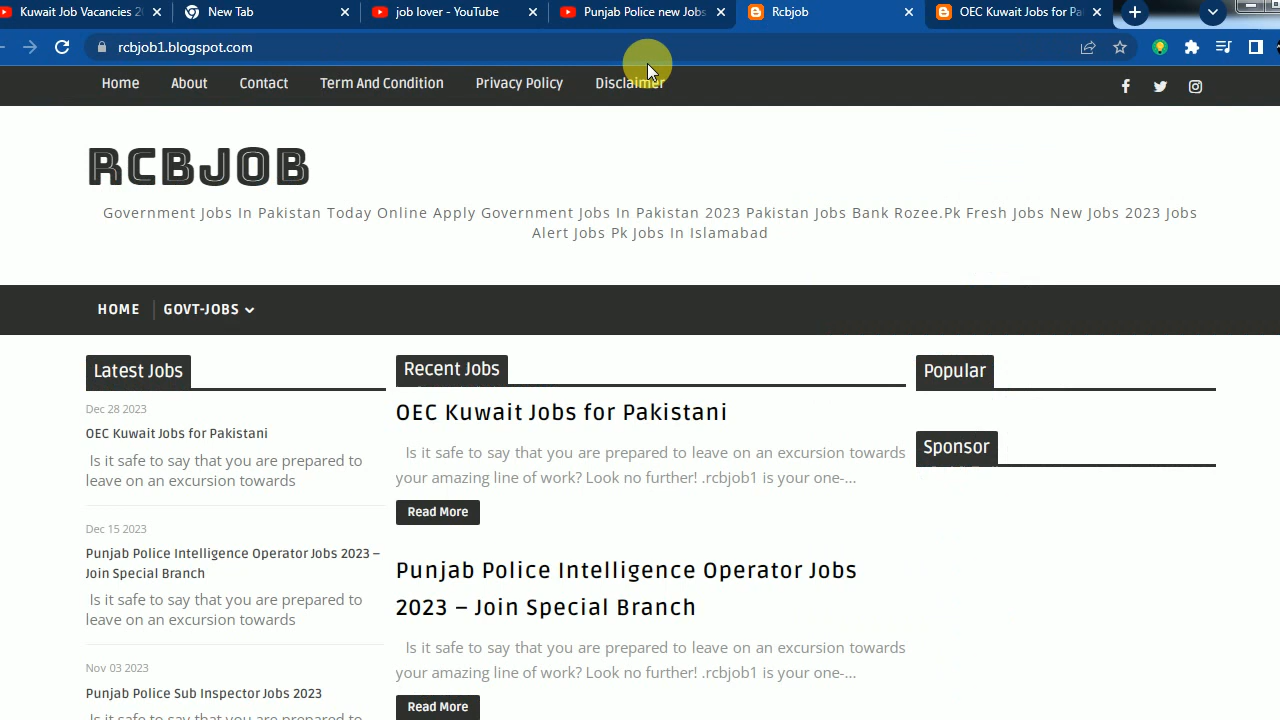 Kuwait Job Vacancies 2
New Tab
job lover - YouTube
Punjab Police new Jobs
Rcbjob
OEC Kuwait Jobs for Pa
rcbjob1.blogspot.com
Home
About
Contact
Term And Condition
Privacy Policy
Disclaimer
RCBJOB
Government Jobs In Pakistan Today Online Apply Government Jobs In Pakistan 2023 Pakistan Jobs Bank Rozee.Pk Fresh Jobs New Jobs 2023 Jobs
Alert Jobs Pk Jobs In Islamabad
HOME
GOVT-JOBS
Latest Jobs
Dec 28 2023
OEC Kuwait Jobs for Pakistani
Is it safe to say that you are prepared to
leave on an excursion towards
Dec 15 2023
Punjab Police Intelligence Operator Jobs 2023 –
Join Special Branch
Is it safe to say that you are prepared to
leave on an excursion towards
Nov 03 2023
Punjab Police Sub Inspector Jobs 2023
Is it safe to say that you are prepared to
Recent Jobs
OEC Kuwait Jobs for Pakistani
Is it safe to say that you are prepared to leave on an excursion towards
your amazing line of work? Look no further! .rcbjob1 is your one-...
Read More
Punjab Police Intelligence Operator Jobs
2023 – Join Special Branch
Is it safe to say that you are prepared to leave on an excursion towards
your amazing line of work? Look no further! .rcbjob1 is your one-...
Read More
Popular
Sponsor